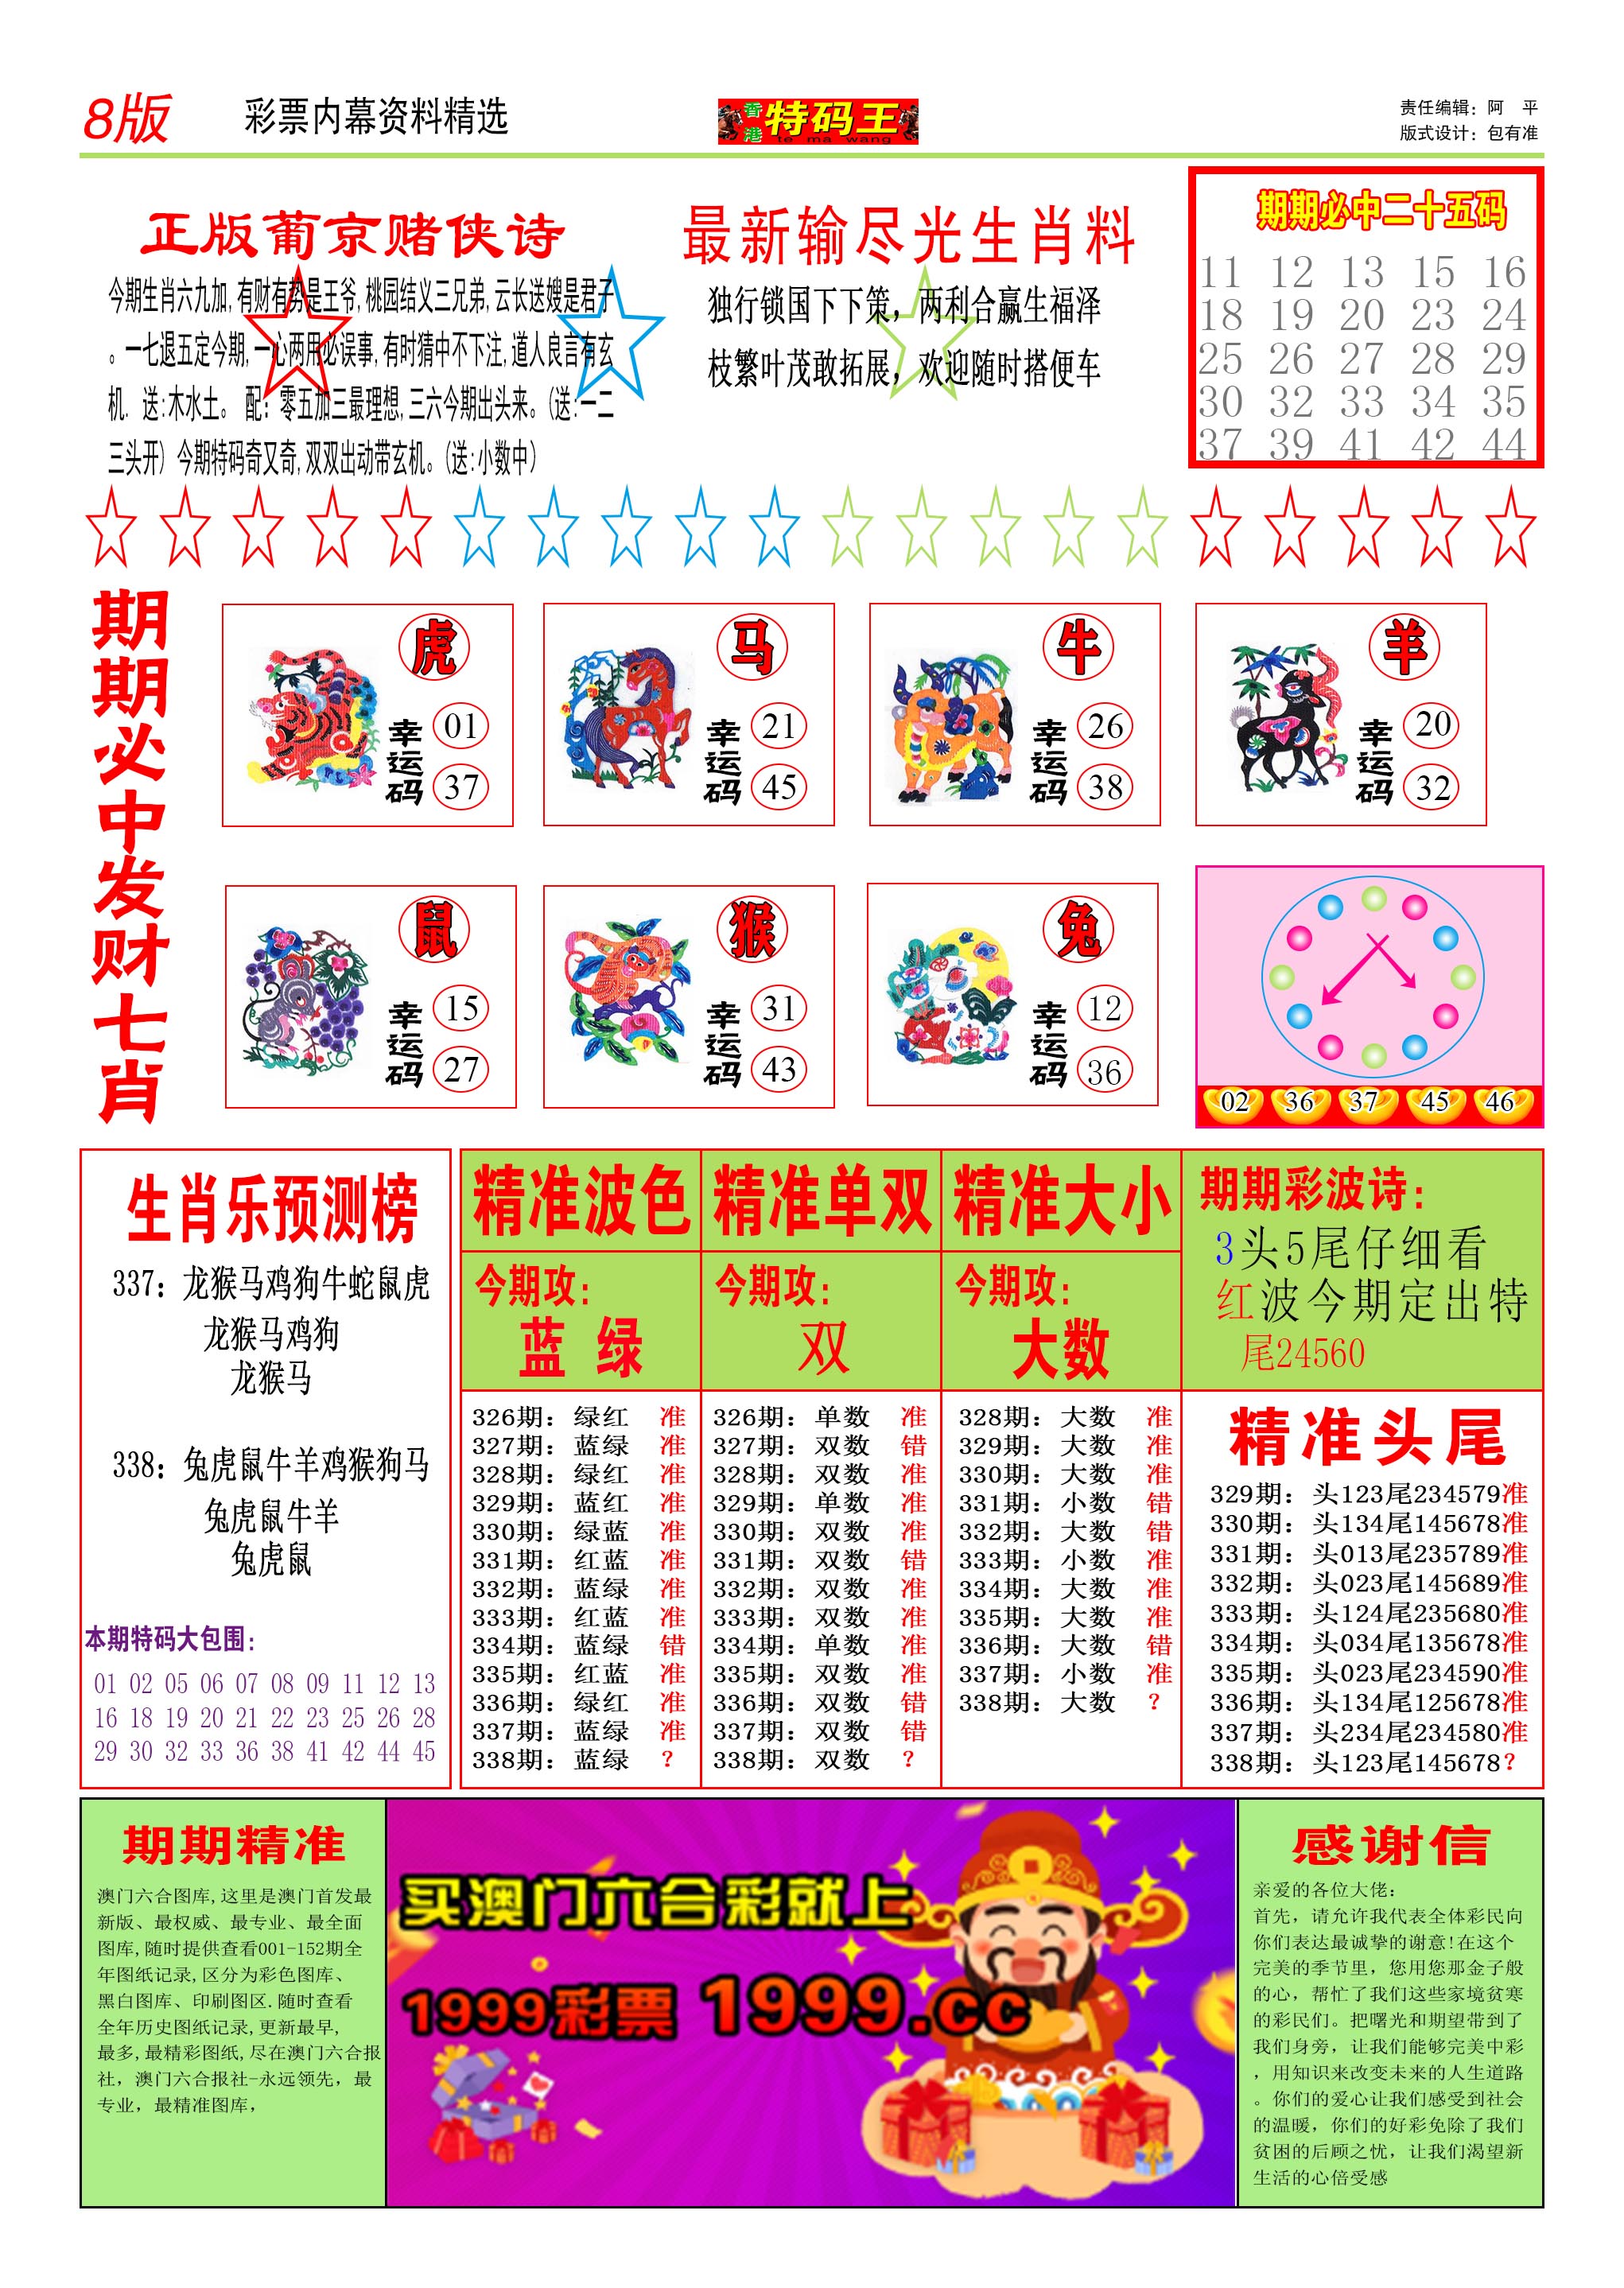 8版
彩票内幕资料精选
香港
特码王
te ma wang
责任编辑：阿 平
版式设计：包有准
正版葡京赌侠诗
今期生肖六九加,有财有势是王爷,桃园结义三兄弟,云长送嫂是君子
。一七退五定今期,一心两用必误事,有时猜中不下注,道人良言有玄
机. 送:木水土。 配: 零五加三最理想,三六今期出头来。(送:一二
三头开) 今期特码奇又奇,双双出动带玄机。(送:小数中)
最新输尽光生肖料
独行锁国下下策，两利合赢生福泽
枝繁叶茂敢拓展，欢迎随时搭便车
期期必中二十五码
11 12 13 15 16
18 19 20 23 24
25 26 27 28 29
30 32 33 34 35
37 39 41 42 44
期期必中发财七肖
虎
幸运码
01
37
马
幸运码
21
45
牛
幸运码
26
38
羊
幸运码
20
32
鼠
幸运码
15
27
猴
幸运码
31
43
兔
幸运码
12
36
02 36 37 45 46
生肖乐预测榜
337：龙猴马鸡狗牛蛇鼠虎
龙猴马鸡狗
龙猴马
338：兔虎鼠牛羊鸡猴狗马
兔虎鼠牛羊
兔虎鼠
本期特码大包围：
01 02 05 06 07 08 09 11 12 13
16 18 19 20 21 22 23 25 26 28
29 30 32 33 36 38 41 42 44 45
精准波色
今期攻：
蓝 绿
326期：绿红 准
327期：蓝绿 准
328期：绿红 准
329期：蓝红 准
330期：绿蓝 准
331期：红蓝 准
332期：蓝绿 准
333期：红蓝 准
334期：蓝绿 错
335期：红蓝 准
336期：绿红 准
337期：蓝绿 准
338期：蓝绿 ?
精准单双
今期攻：
双
326期：单数 准
327期：双数 错
328期：双数 准
329期：单数 准
330期：双数 准
331期：双数 错
332期：双数 准
333期：双数 准
334期：单数 准
335期：双数 准
336期：双数 错
337期：双数 错
338期：双数 ?
精准大小
今期攻：
大数
328期：大数 准
329期：大数 准
330期：大数 准
331期：小数 错
332期：大数 错
333期：小数 准
334期：大数 准
335期：大数 准
336期：大数 错
337期：小数 准
338期：大数 ?
期期彩波诗：
3头5尾仔细看
红波今期定出特
尾24560
精准头尾
329期：头123尾234579准
330期：头134尾145678准
331期：头013尾235789准
332期：头023尾145689准
333期：头124尾235680准
334期：头034尾135678准
335期：头023尾234590准
336期：头134尾125678准
337期：头234尾234580准
338期：头123尾145678?
期期精准
澳门六合图库,这里是澳门首发最
新版、最权威、最专业、最全面
图库,随时提供查看001-152期全
年图纸记录,区分为彩色图库、
黑白图库、印刷图区.随时查看
全年历史图纸记录,更新最早,
最多,最精彩图纸,尽在澳门六合报
社，澳门六合报社-永远领先，最
专业，最精准图库，
买澳门六合彩就上
1999彩票 1999.cc
感谢信
亲爱的各位大佬：
首先，请允许我代表全体彩民向
你们表达最诚挚的谢意!在这个
完美的季节里，您用您那金子般
的心，帮忙了我们这些家境贫寒
的彩民们。把曙光和期望带到了
我们身旁，让我们能够完美中彩
，用知识来改变未来的人生道路
。你们的爱心让我们感受到社会
的温暖，你们的好彩免除了我们
贫困的后顾之忧，让我们渴望新
生活的心倍受感